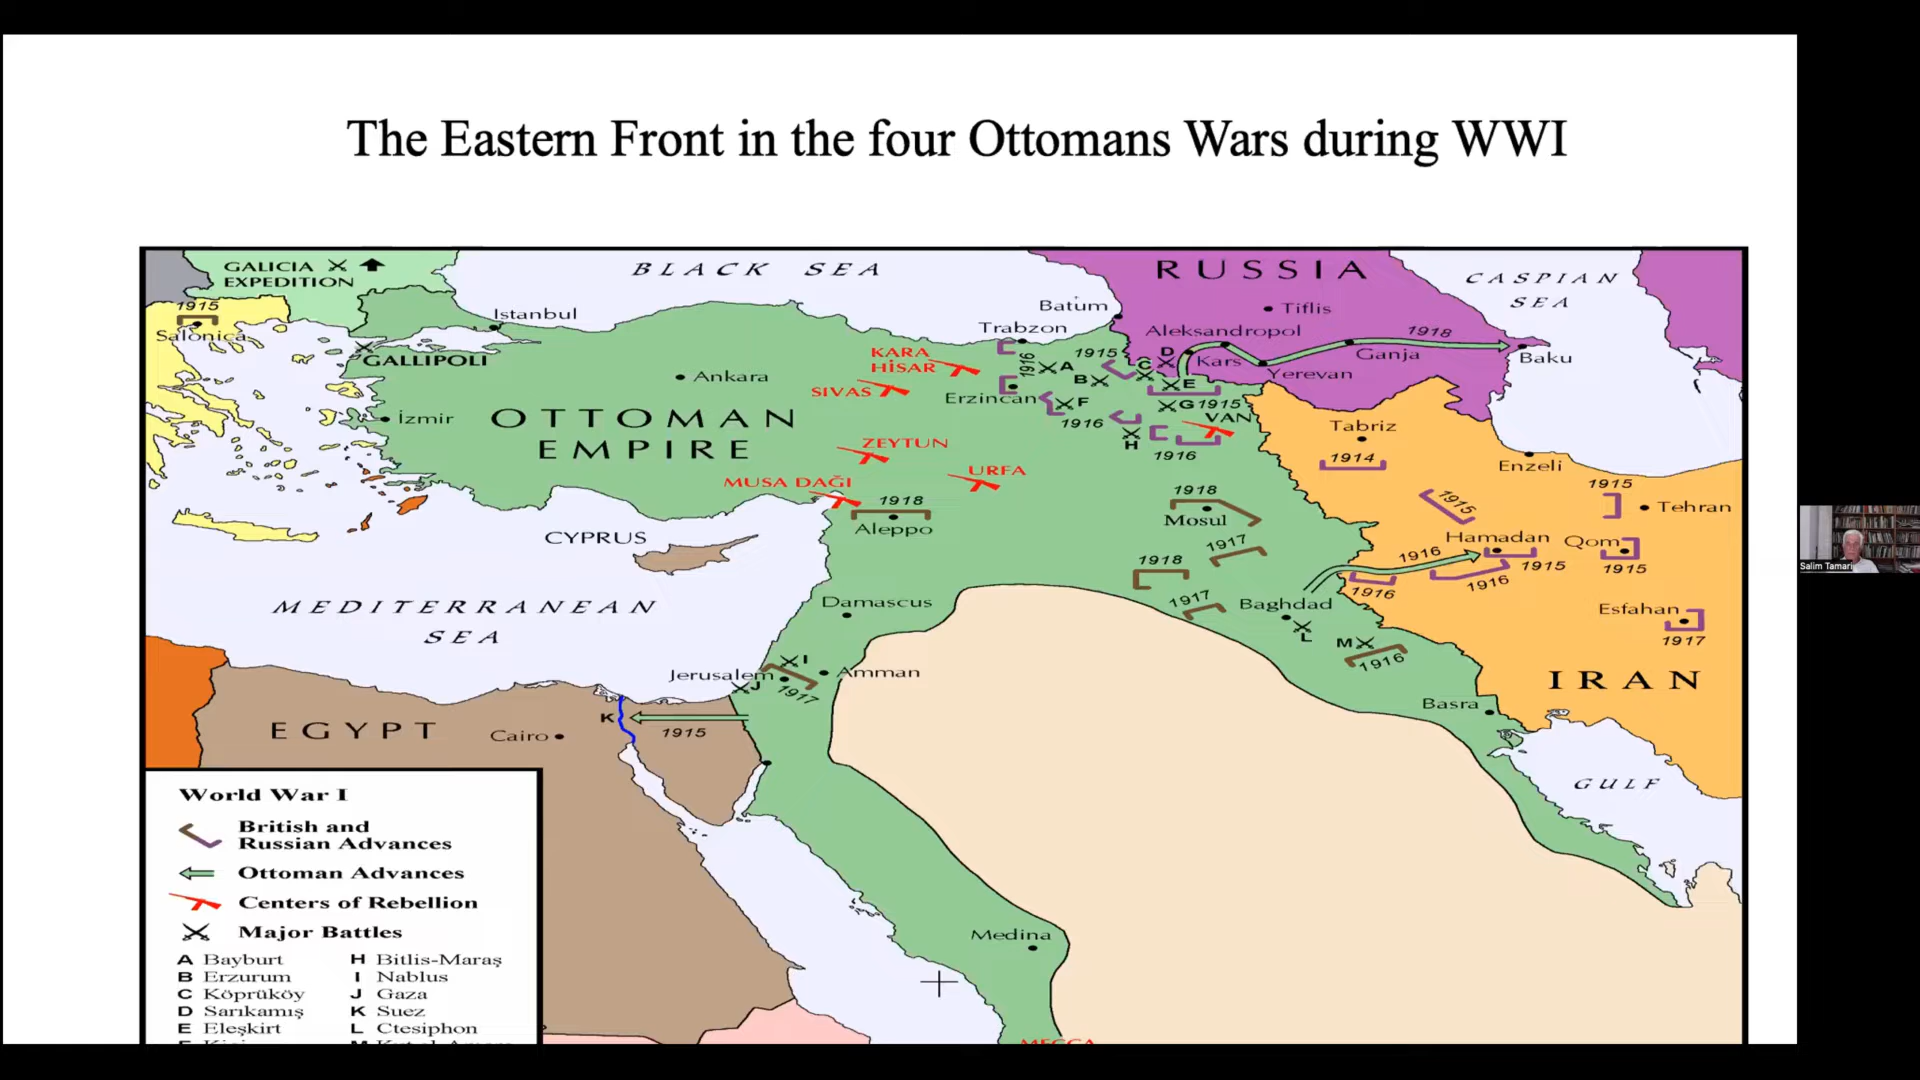 The Eastern Front in the four Ottomans Wars during WWI
GALICIA
EXPEDITION
BLACK SEA
RUSSIA
CASPIAN
SEA
1915
Salonica
Istanbul
GALLIPOLI
Batum
Tiflis
Trabzon
Aleksandropol
1918
KARA
HİSAR
1916
A
1915
D
C
Kars
Ganja
Baku
Yerevan
Ankara
SIVAS
B
E
Erzincan
F
G
1915
İzmir
OTTOMAN
EMPIRE
1916
VAN
H
1916
Tabriz
1914
Enzeli
ZEYTUN
URFA
MUSA DAĞI
1918
Aleppo
1918
Mosul
1915
1915
Tehran
CYPRUS
1917
Hamadan
Qom
1916
1915
1915
1918
1916
1916
MEDITERRANEAN
SEA
Damascus
1917
Baghdad
L
Esfahan
1917
M
1916
I
Jerusalem
J
1917
Amman
IRAN
EGYPT
Cairo
K
1915
Basra
GULF
Medina
MECCA
World War I
British and
Russian Advances
Ottoman Advances
Centers of Rebellion
Major Battles
A Bayburt
B Erzurum
C Köprüköy
D Sarıkamış
E Eleşkirt
H Bitlis-Maraş
I Nablus
J Gaza
K Suez
L Ctesiphon
Salim Tamari